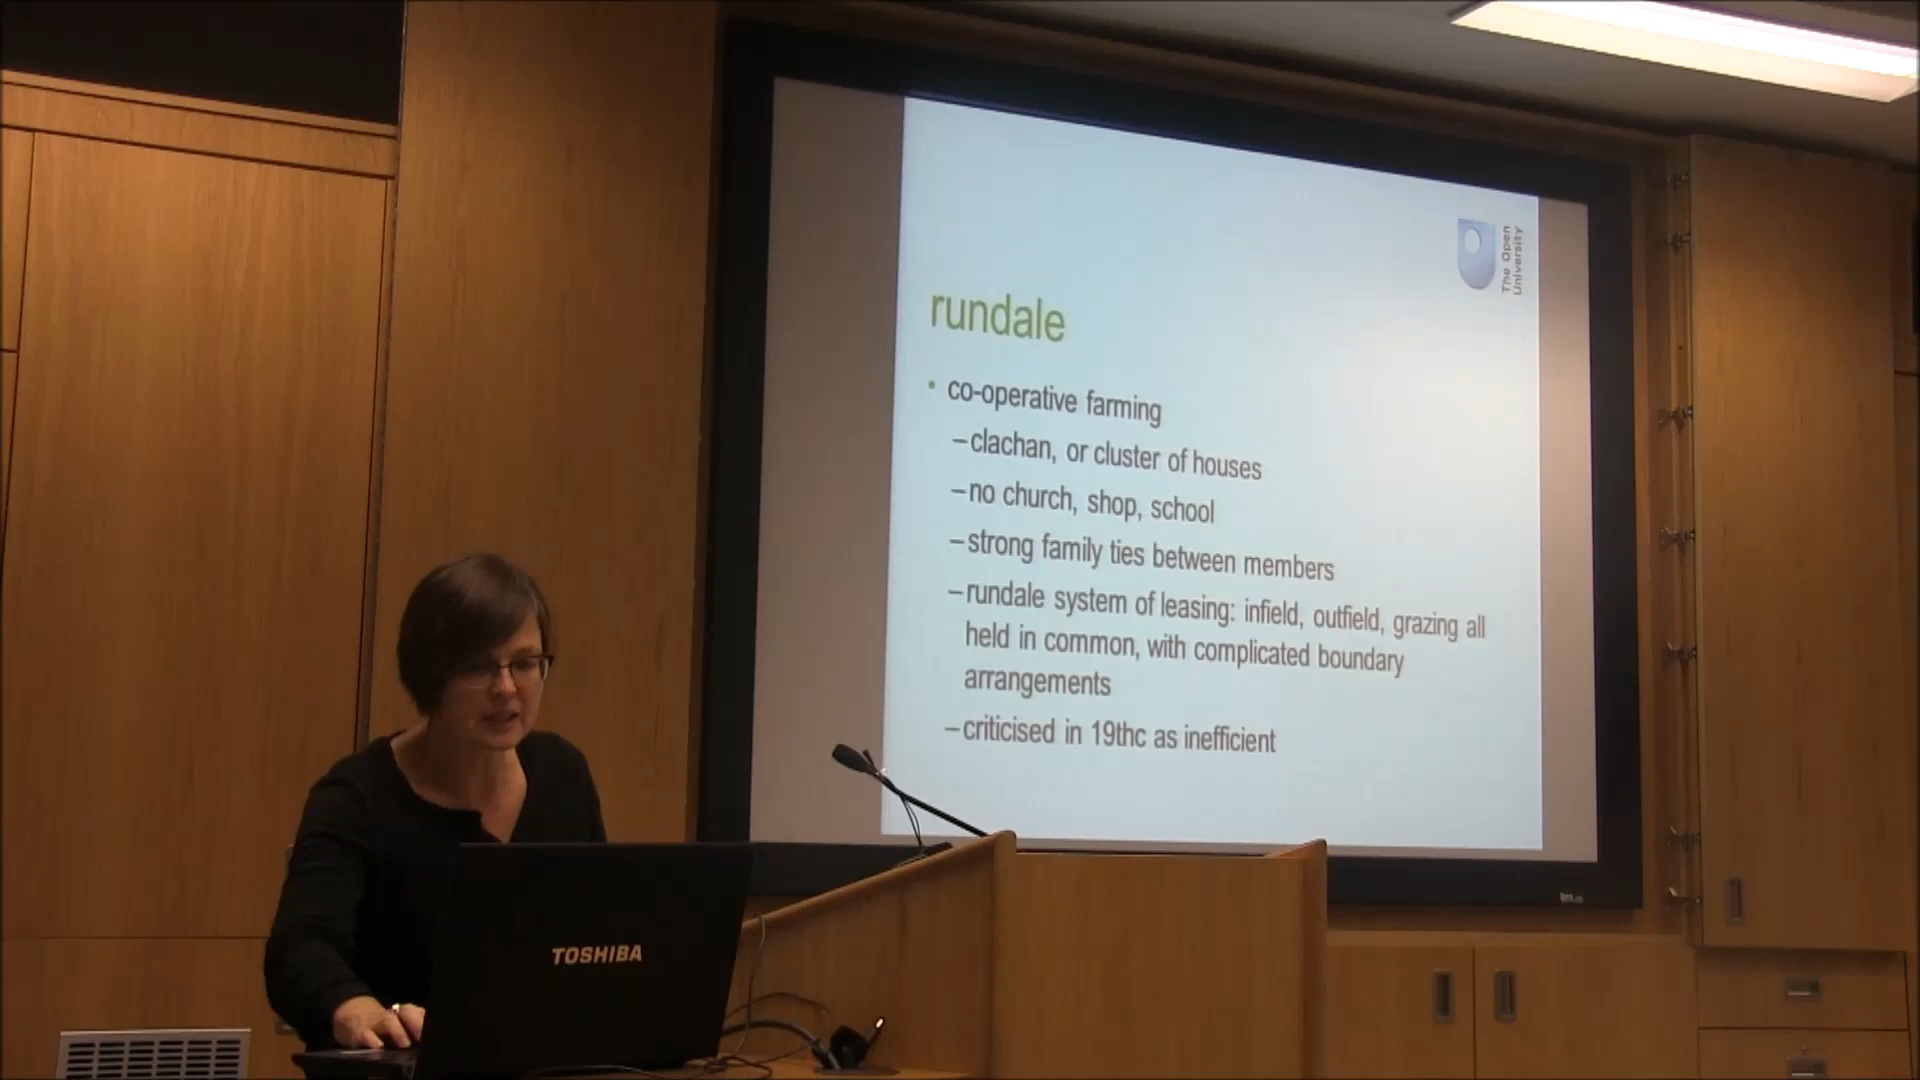 The Open
University
rundale
• co-operative farming
–clachan, or cluster of houses
–no church, shop, school
–strong family ties between members
–rundale system of leasing: infield, outfield, grazing all
held in common, with complicated boundary
arrangements
–criticised in 19thc as inefficient
TOSHIBA